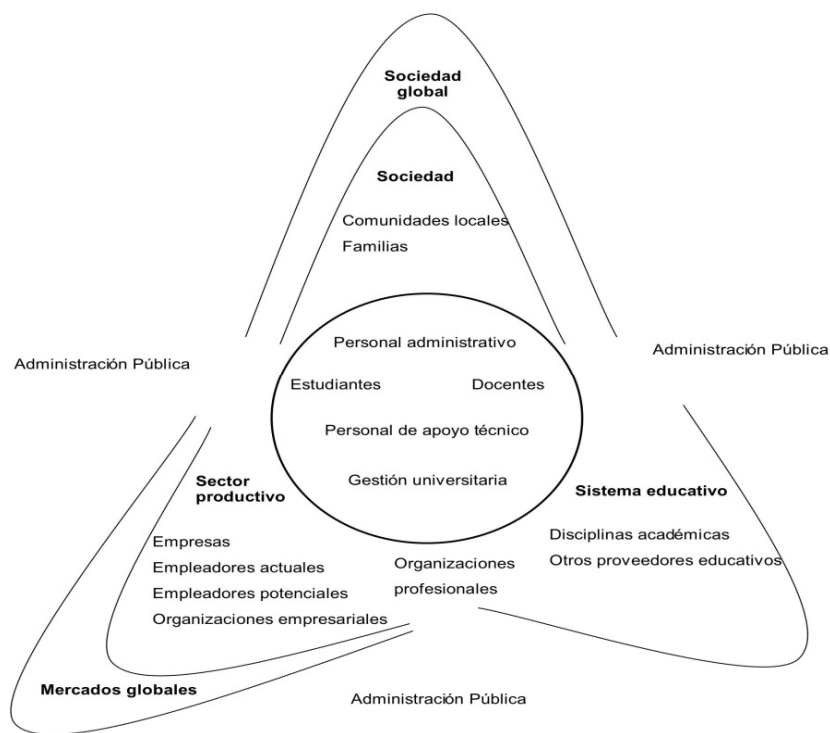 Sociedad
global
Sociedad
Comunidades locales
Familias
Personal administrativo
Administración Pública
Administración Pública
Estudiantes
Docentes
Personal de apoyo técnico
Gestión universitaria
Sector
productivo
Sistema educativo
Empresas
Empleadores actuales
Empleadores potenciales
Organizaciones empresariales
Organizaciones
profesionales
Disciplinas académicas
Otros proveedores educativos
Mercados globales
Administración Pública